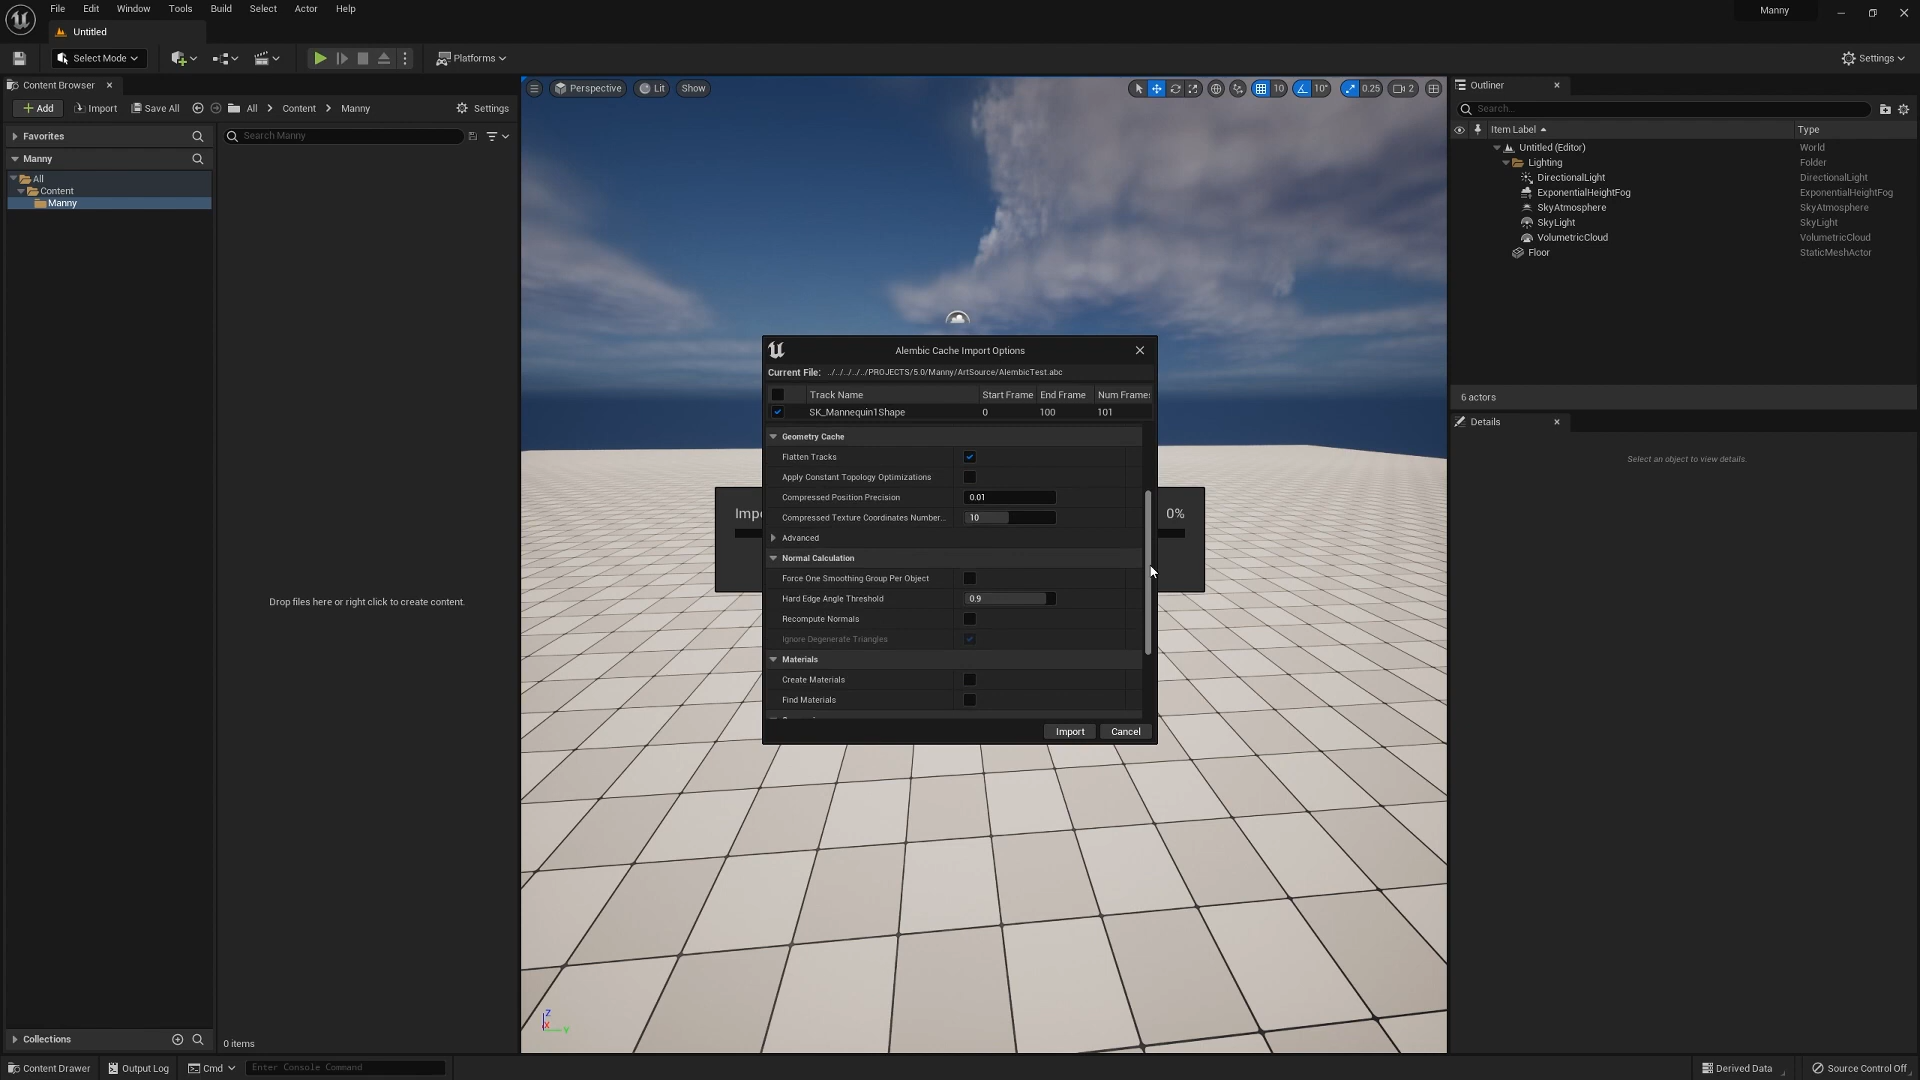 File Edit Window Tools Build Select Actor Help
Manny
Untitled
Select Mode
Platforms
Settings
Content Browser
Add Import Save All All Content Manny Settings
Favorites
Search Manny
Manny
All
Content
Manny
Drop files here or right click to create content.
Collections
0 items
Perspective Lit Show
10 10° 0.25 2
0%
Alembic Cache Import Options
Current File: ../../../../../PROJECTS/5.0/Manny/ArtSource/AlembicTest.abc
Track Name Start Frame End Frame Num Frames
SK_Mannequin1Shape 0 100 101
Geometry Cache
Flatten Tracks
Apply Constant Topology Optimizations
Compressed Position Precision 0.01
Compressed Texture Coordinates Number... 10
Advanced
Normal Calculation
Force One Smoothing Group Per Object
Hard Edge Angle Threshold 0.9
Recompute Normals
Ignore Degenerate Triangles
Materials
Create Materials
Find Materials
Import Cancel
Z
X
Y
Outliner
Search...
Item Label Type
Untitled (Editor) World
Lighting Folder
DirectionalLight DirectionalLight
ExponentialHeightFog ExponentialHeightFog
SkyAtmosphere SkyAtmosphere
SkyLight SkyLight
VolumetricCloud VolumetricCloud
Floor StaticMeshActor
6 actors
Details
Select an object to view details.
Content Drawer Output Log Cmd Enter Console Command Derived Data Source Control Off